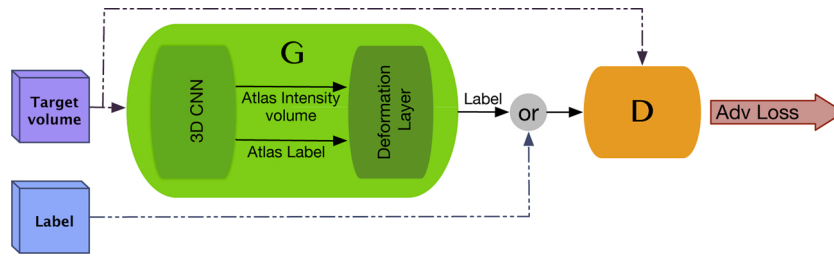 Target
volume
3D CNN
G
Atlas Intensity
volume
Atlas Label
Deformation
Layer
Label
or
D
Adv Loss
Label